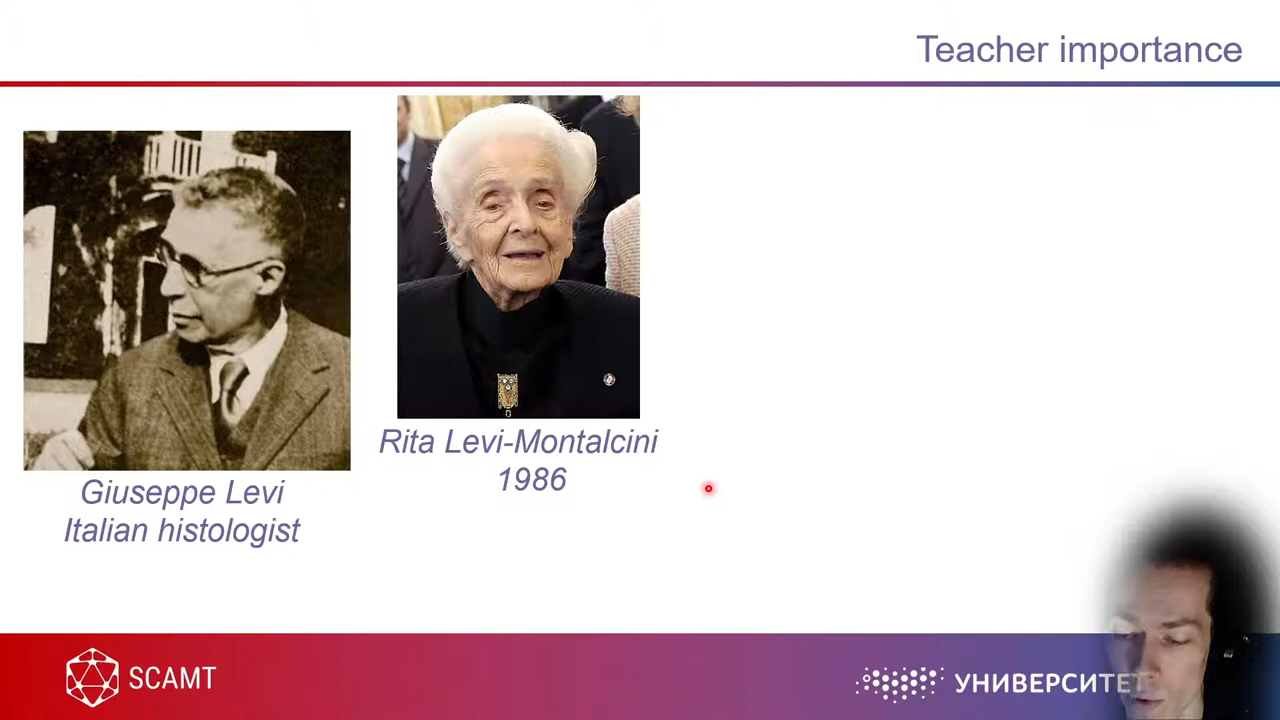 Teacher importance
Giuseppe Levi
Italian histologist
Rita Levi-Montalcini
1986
SCAMT
УНИВЕРСИТЕТ